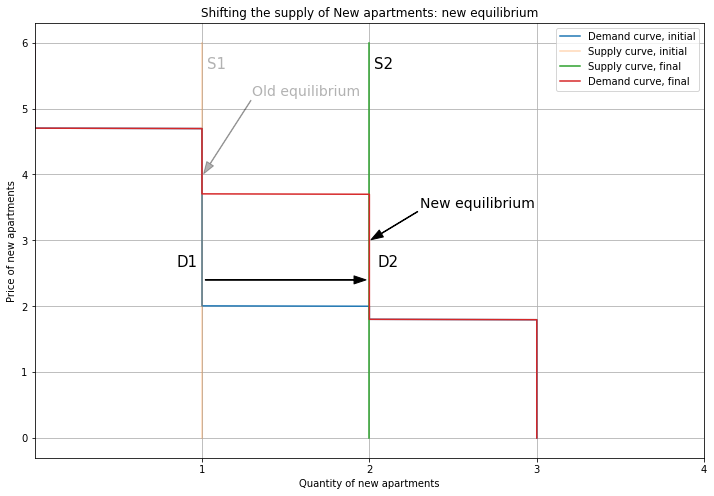 Shifting the supply of New apartments: new equilibrium
Demand curve, initial
Supply curve, initial
Supply curve, final
Demand curve, final
S1
S2
Old equilibrium
New equilibrium
D1
D2
Price of new apartments
6
5
4
3
2
1
0
1
2
3
4
Quantity of new apartments